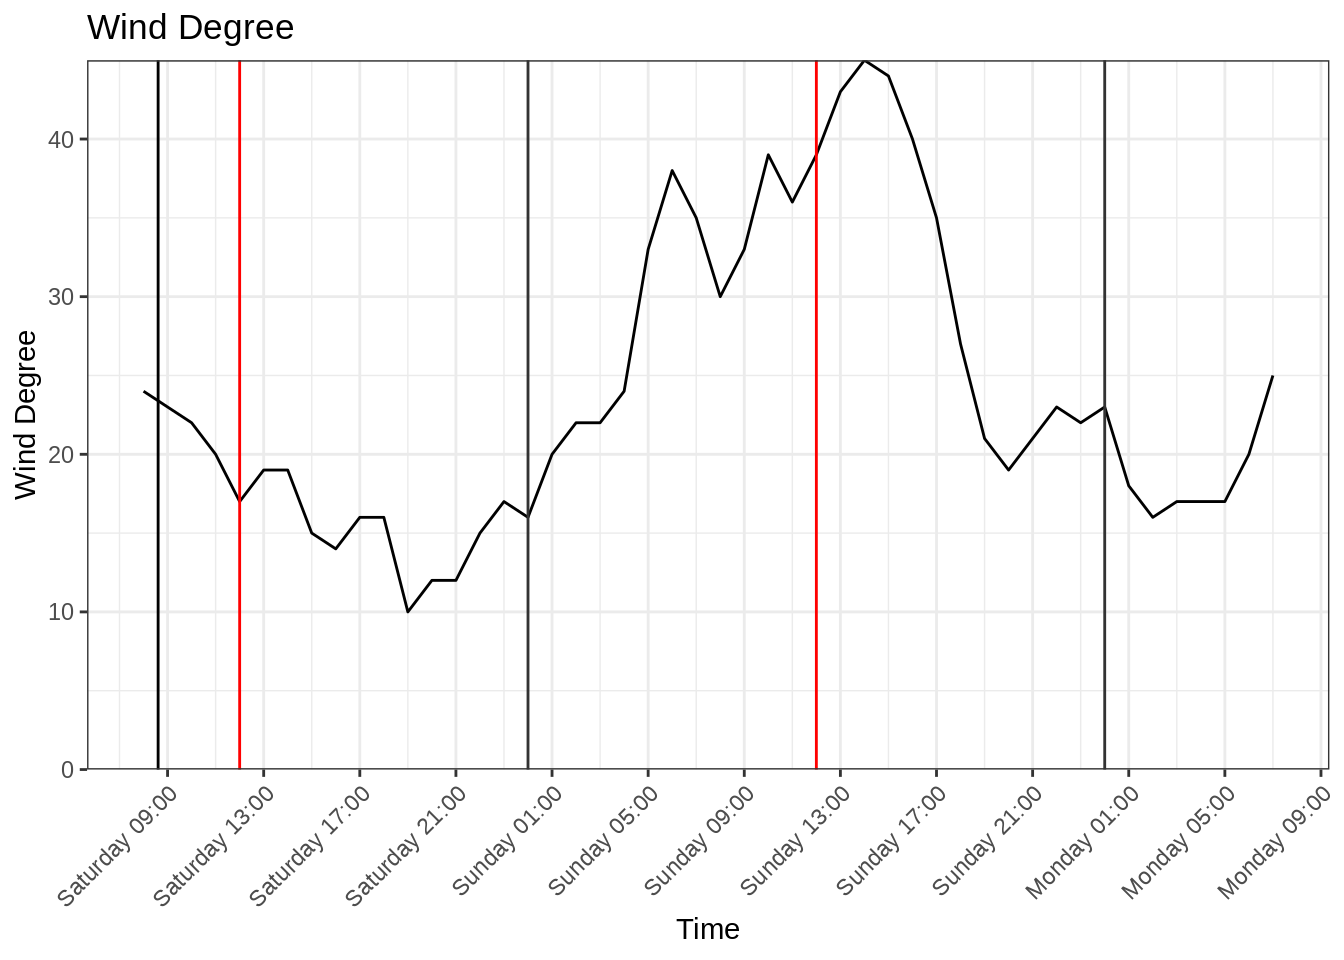 Wind Degree
Wind Degree
40
30
20
10
0
Saturday 09:00
Saturday 13:00
Saturday 17:00
Saturday 21:00
Sunday 01:00
Sunday 05:00
Sunday 09:00
Sunday 13:00
Sunday 17:00
Sunday 21:00
Monday 01:00
Monday 05:00
Monday 09:00
Time